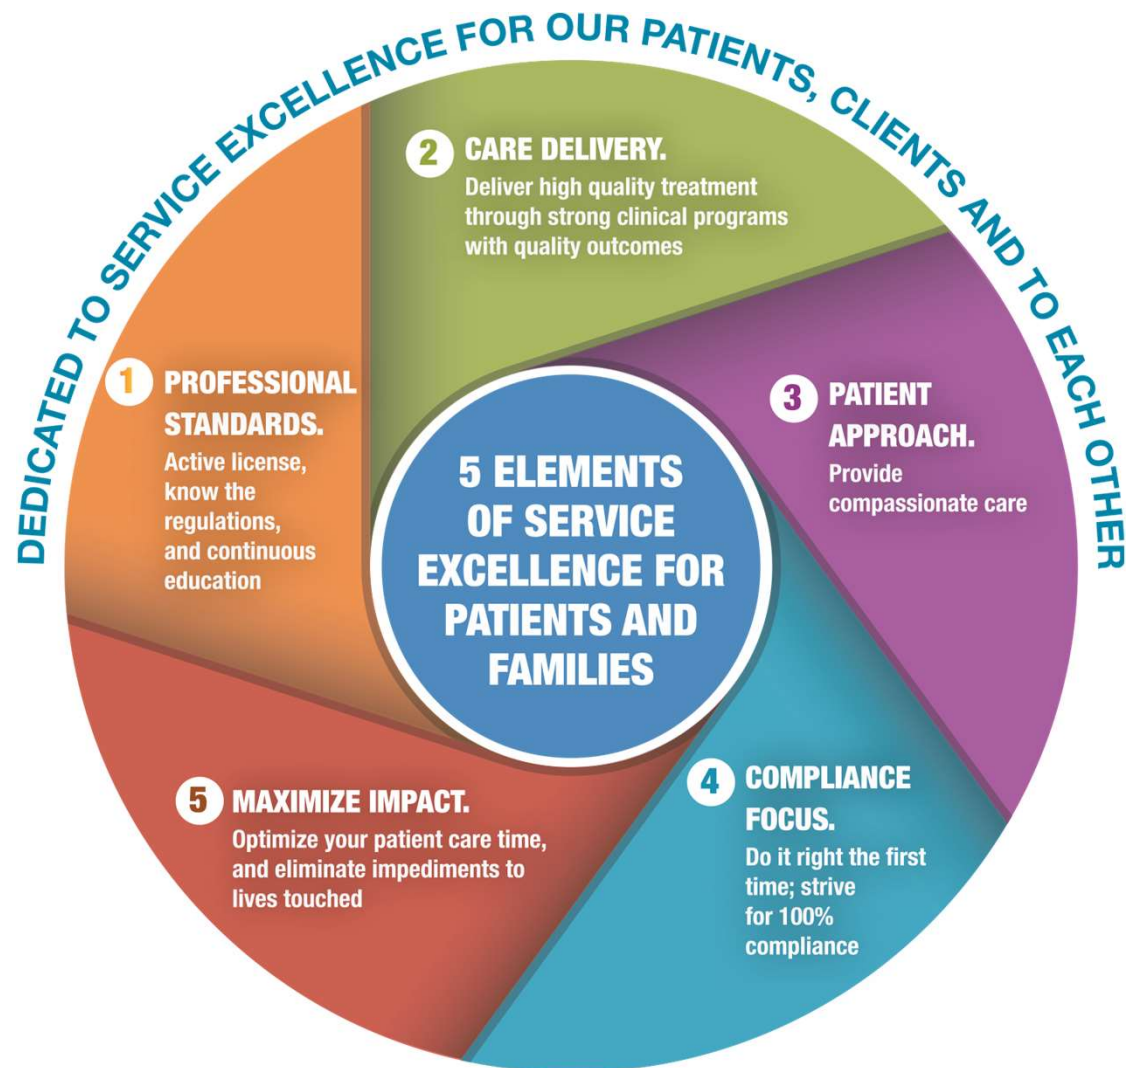 DEDICATED TO SERVICE EXCELLENCE FOR OUR PATIENTS, CLIENTS AND TO EACH OTHER
1 PROFESSIONAL
STANDARDS.
Active license,
know the
regulations,
and continuous
education
2 CARE DELIVERY.
Deliver high quality treatment
through strong clinical programs
with quality outcomes
3 PATIENT
APPROACH.
Provide
compassionate care
4 COMPLIANCE
FOCUS.
Do it right the first
time; strive
for 100%
compliance
5 MAXIMIZE IMPACT.
Optimize your patient care time,
and eliminate impediments to
lives touched
5 ELEMENTS
OF SERVICE
EXCELLENCE FOR
PATIENTS AND
FAMILIES